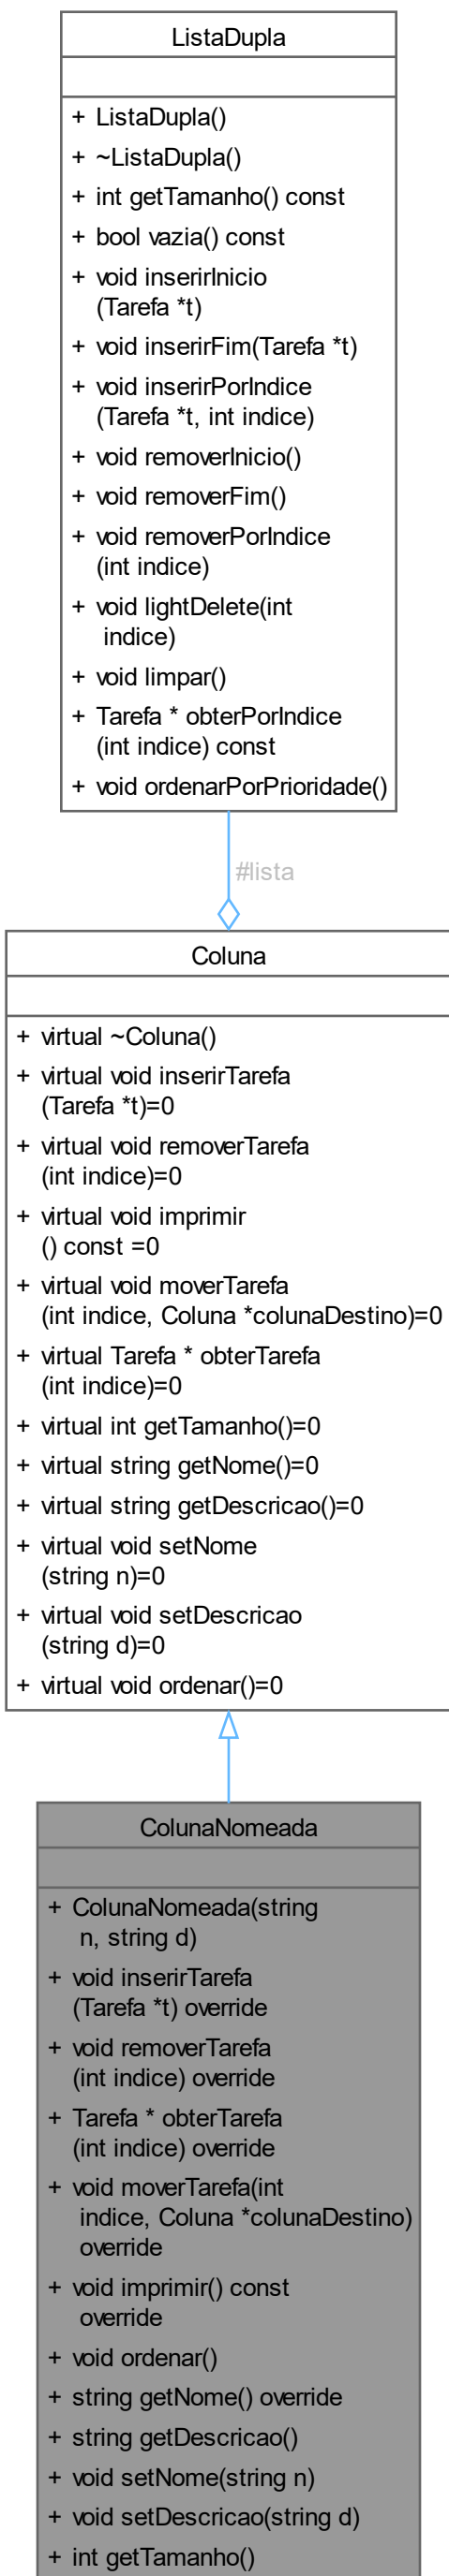 ListaDupla
+ ListaDupla()
+ ~ListaDupla()
+ int getTamanho() const
+ bool vazia() const
+ void inserirInicio
(Tarefa *t)
+ void inserirFim(Tarefa *t)
+ void inserirPorIndice
(Tarefa *t, int indice)
+ void removerInicio()
+ void removerFim()
+ void removerPorIndice
(int indice)
+ void lightDelete(int
indice)
+ void limpar()
+ Tarefa * obterPorIndice
(int indice) const
+ void ordenarPorPrioridade()
#lista
Coluna
+ virtual ~Coluna()
+ virtual void inserirTarefa
(Tarefa *t)=0
+ virtual void removerTarefa
(int indice)=0
+ virtual void imprimir
() const =0
+ virtual void moverTarefa
(int indice, Coluna *colunaDestino)=0
+ virtual Tarefa * obterTarefa
(int indice)=0
+ virtual int getTamanho()=0
+ virtual string getNome()=0
+ virtual string getDescricao()=0
+ virtual void setNome
(string n)=0
+ virtual void setDescricao
(string d)=0
+ virtual void ordenar()=0
ColunaNomeada
+ ColunaNomeada(string
n, string d)
+ void inserirTarefa
(Tarefa *t) override
+ void removerTarefa
(int indice) override
+ Tarefa * obterTarefa
(int indice) override
+ void moverTarefa(int
indice, Coluna *colunaDestino)
override
+ void imprimir() const
override
+ void ordenar()
+ string getNome() override
+ string getDescricao()
+ void setNome(string n)
+ void setDescricao(string d)
+ int getTamanho()